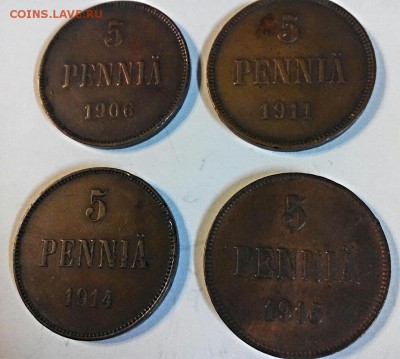 COINS.LAVE.RU
5
PENNIÄ
1906
5
PENNIÄ
1911
5
PENNIÄ
1914
5
PENNIÄ
1915